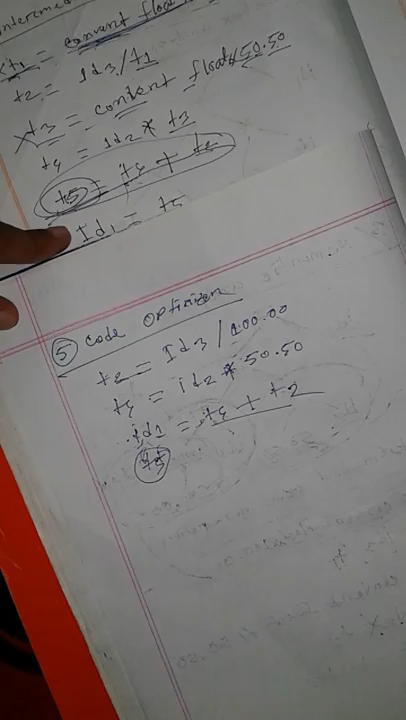 t1 = convent float
t2 = Id3/t1
t3 = content float 50.50
t4 = id2 * t3
t5 = t4 + t2
Id1 = t5
5 Code Optimizen
t2 = Id3 / 100.00
t4 = id2 * 50.50
id1 = t4 + t2